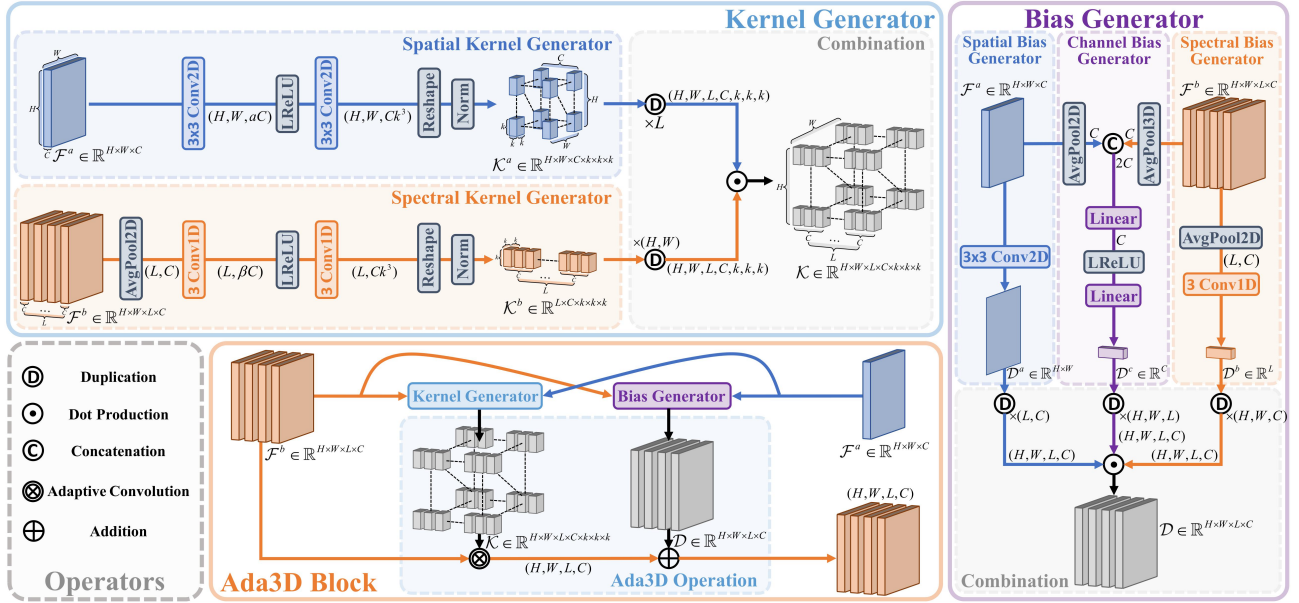 Kernel Generator
Spatial Kernel Generator
W
H
C
ℱᵃ ∈ ℝ^{H×W×C}
3x3 Conv2D
(H,W,aC)
LReLU
3x3 Conv2D
(H,W,Ck³)
Reshape
Norm
C
H
W
k
k
k
𝒦ᵃ ∈ ℝ^{H×W×C×k×k×k}
Spectral Kernel Generator
C
...
C
L
ℱᵇ ∈ ℝ^{H×W×L×C}
AvgPool2D
(L,C)
3 Conv1D
(L,βC)
LReLU
3 Conv1D
(L,Ck³)
Reshape
Norm
k
k
k
C
...
C
L
𝒦ᵇ ∈ ℝ^{L×C×k×k×k}
Combination
D
×L
(H,W,L,C,k,k,k)
×(H,W)
D
(H,W,L,C,k,k,k)
W
H
C
...
C
L
𝒦 ∈ ℝ^{H×W×L×C×k×k×k}
Bias Generator
Spatial Bias
Generator
ℱᵃ ∈ ℝ^{H×W×C}
3x3 Conv2D
𝒟ᵃ ∈ ℝ^{H×W}
Channel Bias
Generator
AvgPool2D
C
C
C
AvgPool3D
2C
Linear
C
LReLU
Linear
𝒟ᶜ ∈ ℝ^{C}
Spectral Bias
Generator
ℱᵇ ∈ ℝ^{H×W×L×C}
AvgPool2D
(L,C)
3 Conv1D
𝒟ᵇ ∈ ℝ^{L}
D
×(L,C)
D
×(H,W,L)
D
×(H,W,C)
(H,W,L,C)
(H,W,L,C)
(H,W,L,C)
𝒟 ∈ ℝ^{H×W×L×C}
Combination
D
Duplication
Dot Production
C
Concatenation
Adaptive Convolution
Addition
Operators
ℱᵇ ∈ ℝ^{H×W×L×C}
Kernel Generator
Bias Generator
ℱᵃ ∈ ℝ^{H×W×C}
𝒦 ∈ ℝ^{H×W×L×C×k×k×k}
𝒟 ∈ ℝ^{H×W×L×C}
(H,W,L,C)
(H,W,L,C)
Ada3D Operation
Ada3D Block